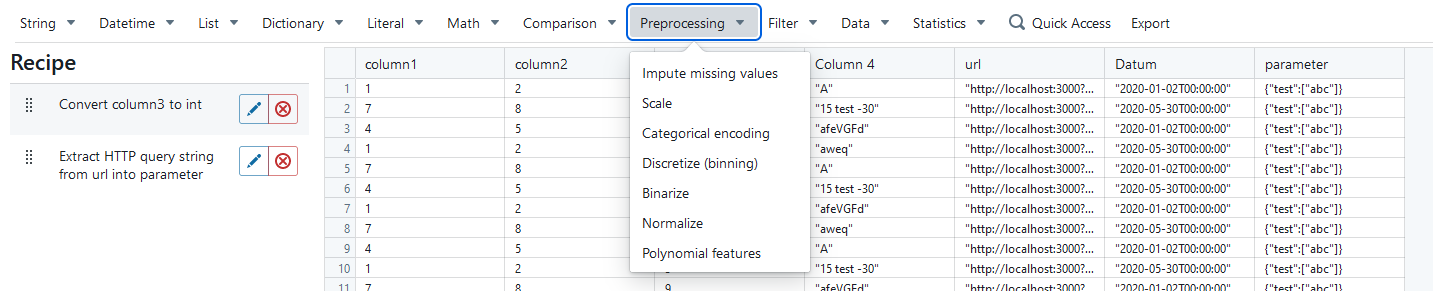 String Datetime List Dictionary Literal Math Comparison Preprocessing Filter Data Statistics Quick Access Export
Recipe
Convert column3 to int
Extract HTTP query string
from url into parameter
Impute missing values
Scale
Categorical encoding
Discretize (binning)
Binarize
Normalize
Polynomial features
column1 column2 Column 4 url Datum parameter
1 1 2 "A" "http://localhost:3000?... "2020-01-02T00:00:00" {"test":["abc"]}
2 7 8 "15 test -30" "http://localhost:3000?... "2020-05-30T00:00:00" {"test":["abc"]}
3 4 5 "afeVGFd" "http://localhost:3000?... "2020-01-02T00:00:00" {"test":["abc"]}
4 1 2 "aweq" "http://localhost:3000?... "2020-05-30T00:00:00" {"test":["abc"]}
5 7 8 "A" "http://localhost:3000?... "2020-01-02T00:00:00" {"test":["abc"]}
6 4 5 "15 test -30" "http://localhost:3000?... "2020-05-30T00:00:00" {"test":["abc"]}
7 1 2 "afeVGFd" "http://localhost:3000?... "2020-01-02T00:00:00" {"test":["abc"]}
8 7 8 "aweq" "http://localhost:3000?... "2020-05-30T00:00:00" {"test":["abc"]}
9 4 5 "A" "http://localhost:3000?... "2020-01-02T00:00:00" {"test":["abc"]}
10 1 2 "15 test -30" "http://localhost:3000?... "2020-05-30T00:00:00" {"test":["abc"]}
11 7 8 9 "afeVGFd" "http://localhost:3000?... "2020-01-02T00:00:00" {"test":["abc"]}